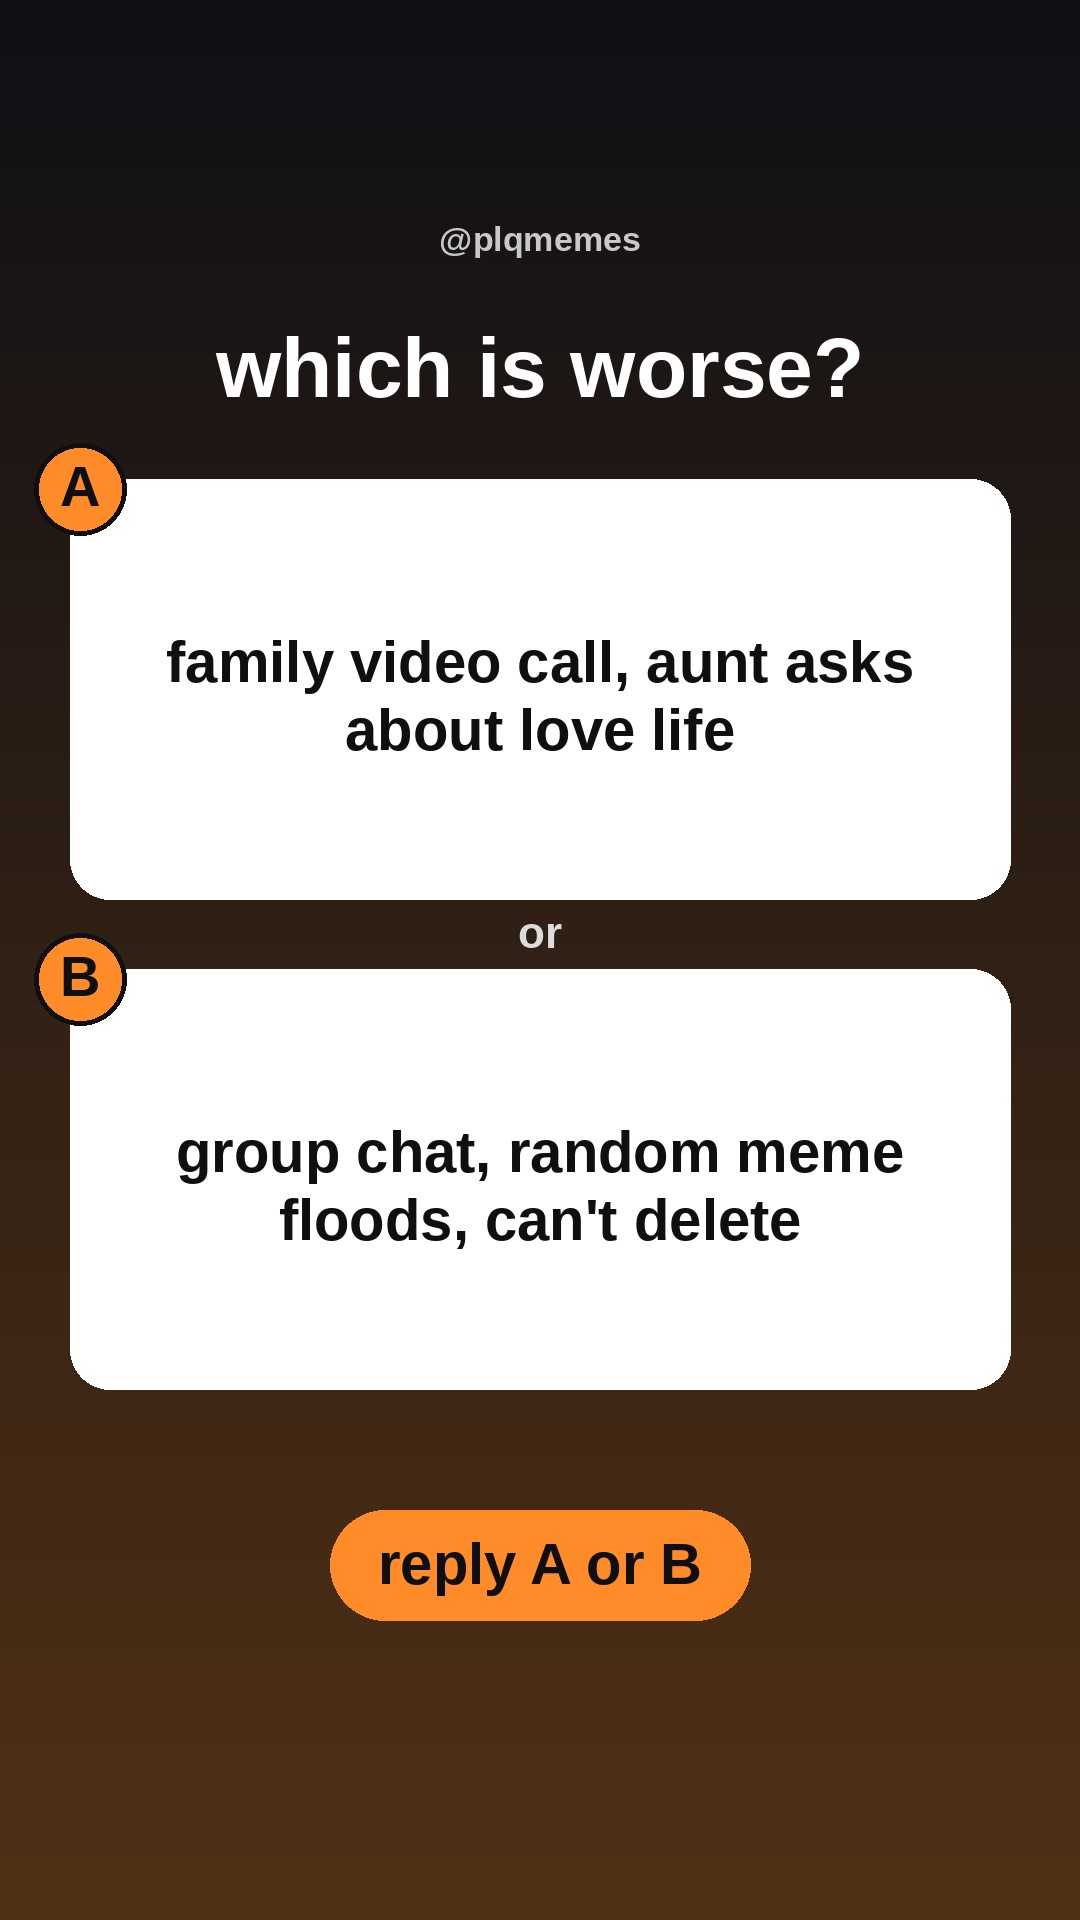 @plqmemes
which is worse?
A
family video call, aunt asks
about love life
or
B
group chat, random meme
floods, can't delete
reply A or B